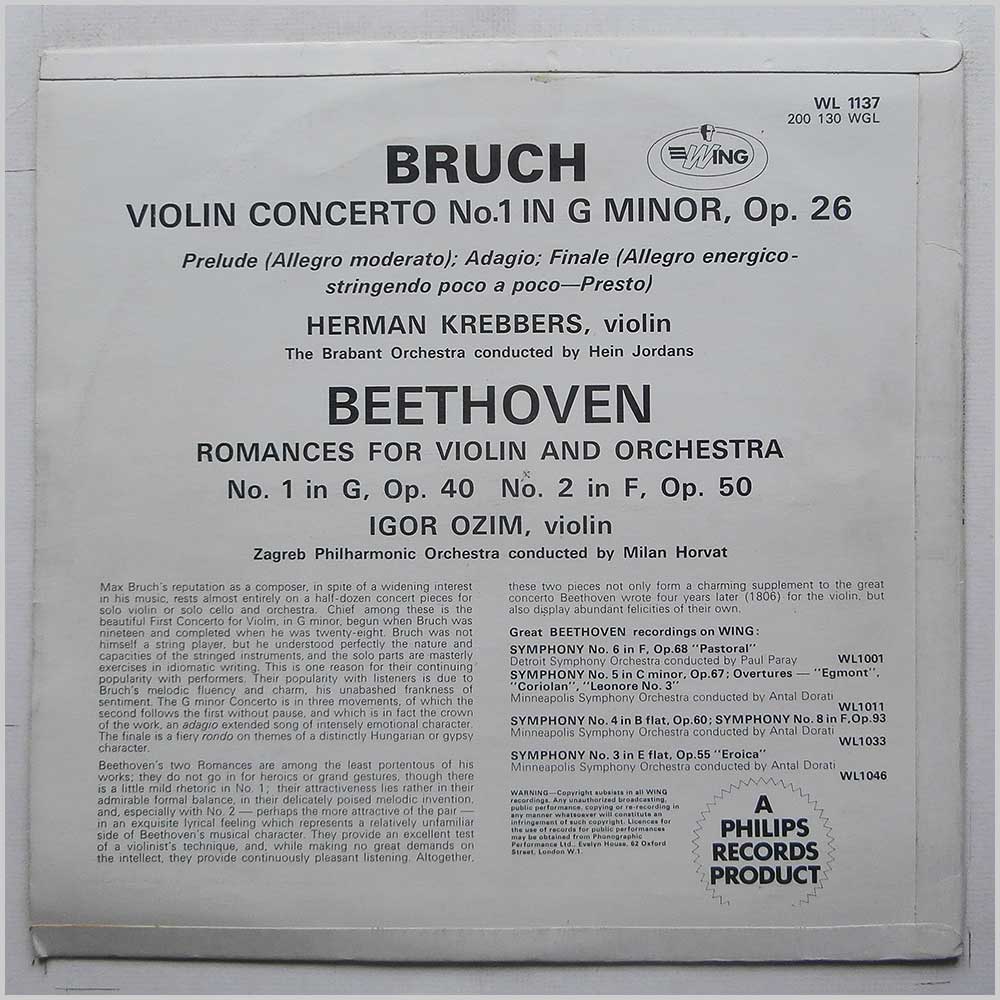 WL 1137
200 130 WGL
WING
BRUCH
VIOLIN CONCERTO No.1 IN G MINOR, Op. 26
Prelude (Allegro moderato); Adagio; Finale (Allegro energico-
stringendo poco a poco—Presto)
HERMAN KREBBERS, violin
The Brabant Orchestra conducted by Hein Jordans
BEETHOVEN
ROMANCES FOR VIOLIN AND ORCHESTRA
No. 1 in G, Op. 40 No. 2 in F, Op. 50
IGOR OZIM, violin
Zagreb Philharmonic Orchestra conducted by Milan Horvat
Max Bruch's reputation as a composer, in spite of a widening interest
in his music, rests almost entirely on a half-dozen concert pieces for
solo violin or solo cello and orchestra. Chief among these is the
beautiful First Concerto for Violin, in G minor, begun when Bruch was
nineteen and completed when he was twenty-eight. Bruch was not
himself a string player, but he understood perfectly the nature and
capacities of the stringed instruments, and the solo parts are masterly
exercises in idiomatic writing. This is one reason for their continuing
popularity with performers. Their popularity with listeners is due to
Bruch's melodic fluency and charm, his unabashed frankness of
sentiment. The G minor Concerto is in three movements, of which the
second follows the first without pause, and which is in fact the crown
of the work, an adagio extended song of intensely emotional character.
The finale is a fiery rondo on themes of a distinctly Hungarian or gypsy
character.
Beethoven's two Romances are among the least portentous of his
works; they do not go in for heroics or grand gestures, though there
is a little mild rhetoric in No. 1; their attractiveness lies rather in their
admirable formal balance, in their delicately poised melodic invention,
and, especially with No. 2 — perhaps the more attractive of the pair —
in an exquisite lyrical feeling which represents a relatively unfamiliar
side of Beethoven's musical character. They provide an excellent test
of a violinist's technique, and, while making no great demands on
the intellect, they provide continuously pleasant listening. Altogether,
these two pieces not only form a charming supplement to the great
concerto Beethoven wrote four years later (1806) for the violin, but
also display abundant felicities of their own.
Great BEETHOVEN recordings on WING:
SYMPHONY No. 6 in F, Op.68 "Pastoral"
Detroit Symphony Orchestra conducted by Paul Paray WL1001
SYMPHONY No. 5 in C minor, Op.67; Overtures — "Egmont",
"Coriolan", "Leonore No. 3"
Minneapolis Symphony Orchestra conducted by Antal Dorati
WL1011
SYMPHONY No. 4 in B flat, Op.60; SYMPHONY No. 8 in F, Op.93
Minneapolis Symphony Orchestra conducted by Antal Dorati
WL1033
SYMPHONY No. 3 in E flat, Op.55 "Eroica"
Minneapolis Symphony Orchestra conducted by Antal Dorati
WL1046
WARNING—Copyright subsists in all WING
recordings. Any unauthorized broadcasting,
public performance, copying or re-recording in
any manner whatsoever will constitute an
infringement of such copyright. Licences for
the use of records for public performances
may be obtained from Phonographic
Performance Ltd., Evelyn House, 62 Oxford
Street, London W.1.
A
PHILIPS
RECORDS
PRODUCT